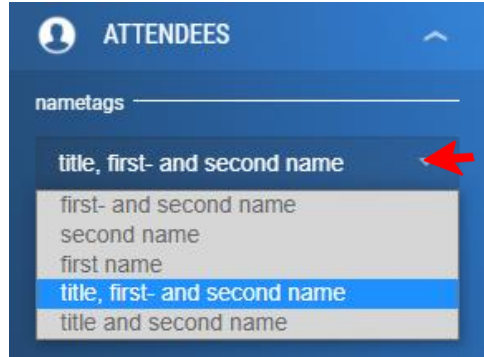 ATTENDEES
nametags
title, first- and second name
first- and second name
second name
first name
title, first- and second name
title and second name